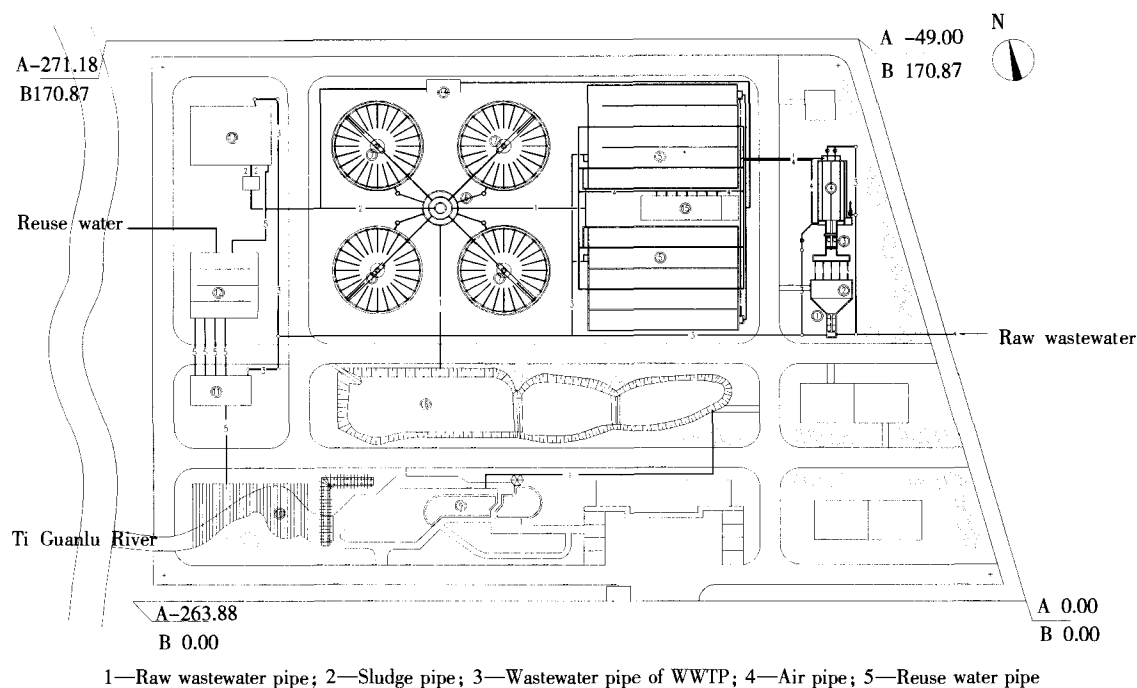 N
A -49.00
B 170.87
A-271.18
B170.87
Reuse water
Raw wastewater
Ti Guanlu River
A-263.88
B 0.00
A 0.00
B 0.00
1—Raw wastewater pipe; 2—Sludge pipe; 3—Wastewater pipe of WWTP; 4—Air pipe; 5—Reuse water pipe